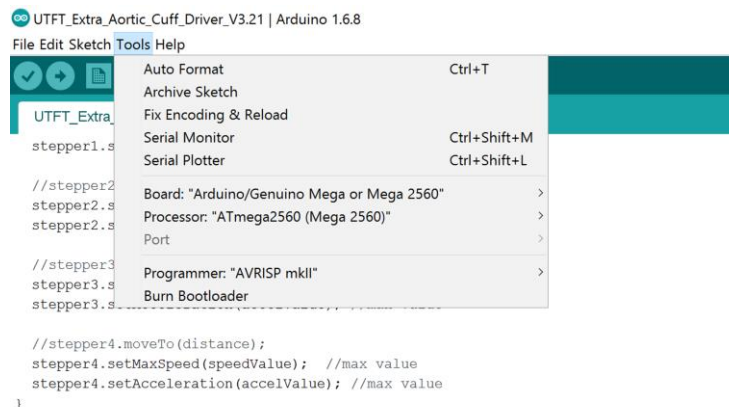 UTFT_Extra_Aortic_Cuff_Driver_V3.21 | Arduino 1.6.8
File Edit Sketch Tools Help
Auto Format Ctrl+T
Archive Sketch
Fix Encoding & Reload
Serial Monitor Ctrl+Shift+M
Serial Plotter Ctrl+Shift+L
Board: "Arduino/Genuino Mega or Mega 2560"
Processor: "ATmega2560 (Mega 2560)"
Port
Programmer: "AVRISP mkII"
Burn Bootloader
UTFT_Extra_
stepper1.s
//stepper2
stepper2.s
stepper2.s
//stepper3
stepper3.s
stepper3.s
//stepper4.moveTo(distance);
stepper4.setMaxSpeed(speedValue); //max value
stepper4.setAcceleration(accelValue); //max value
}